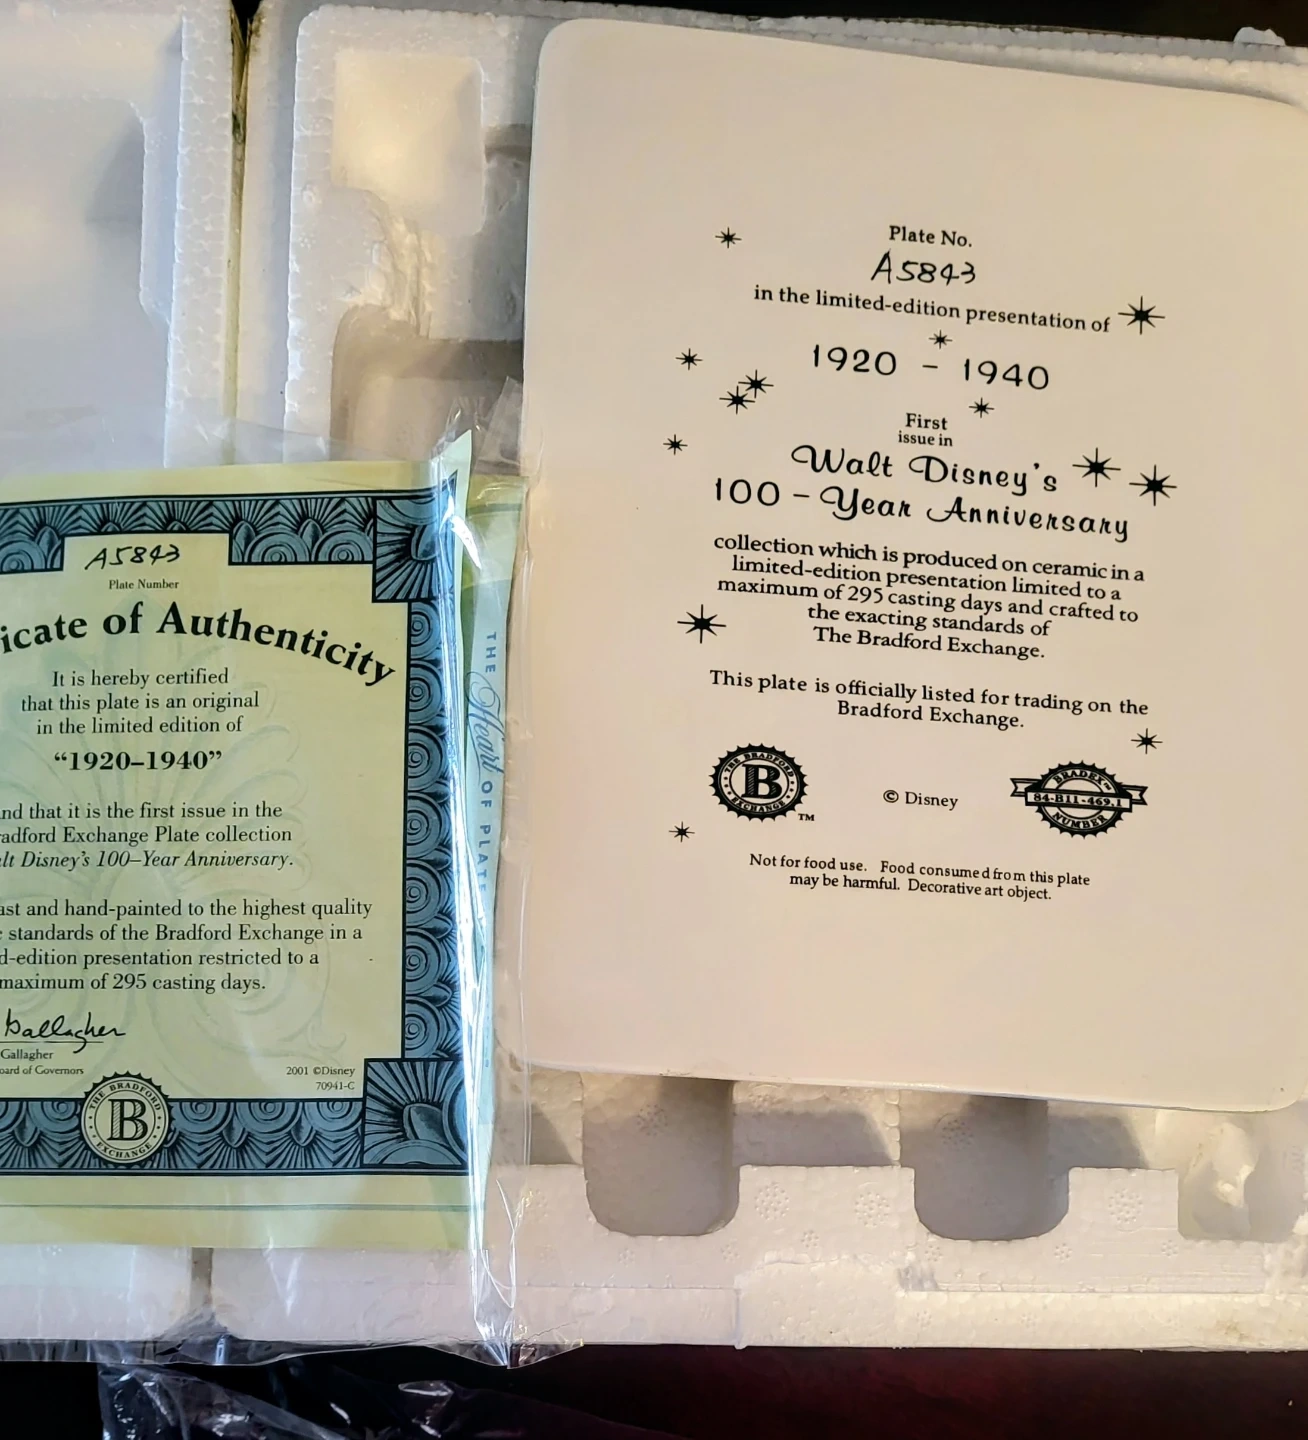 A5843
Plate Number
icate of Authenticity
It is hereby certified
that this plate is an original
in the limited edition of
“1920–1940”
nd that it is the first issue in the
adford Exchange Plate collection
lt Disney's 100–Year Anniversary.
ast and hand-painted to the highest quality
standards of the Bradford Exchange in a
d-edition presentation restricted to a
maximum of 295 casting days.
Gallagher
Gallagher
oard of Governors
2001 ©Disney
70941-C
THE BRADFORD
B
EXCHANGE
THE Heart OF PLATE
Plate No.
A5843
in the limited-edition presentation of
1920 - 1940
First
issue in
Walt Disney's
100-Year Anniversary
collection which is produced on ceramic in a
limited-edition presentation limited to a
maximum of 295 casting days and crafted to
the exacting standards of
The Bradford Exchange.
This plate is officially listed for trading on the
Bradford Exchange.
THE BRADFORD
B
EXCHANGE
TM
© Disney
BRADEX™
84-B11-469.1
NUMBER
Not for food use. Food consumed from this plate
may be harmful. Decorative art object.